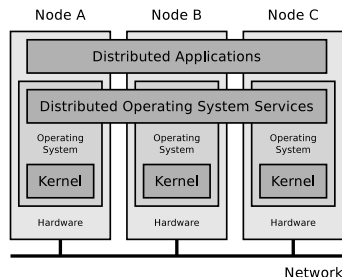 Node A Node B Node C
Distributed Applications
Distributed Operating System Services
Operating Operating Operating
System System System
Kernel Kernel Kernel
Hardware Hardware Hardware
Network